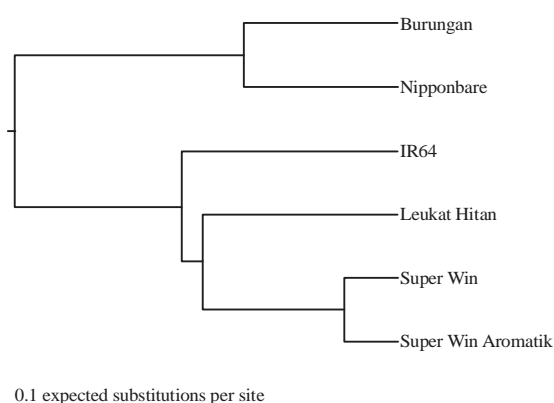 Burungan
Nipponbare
IR64
Leukat Hitan
Super Win
Super Win Aromatik
0.1 expected substitutions per site